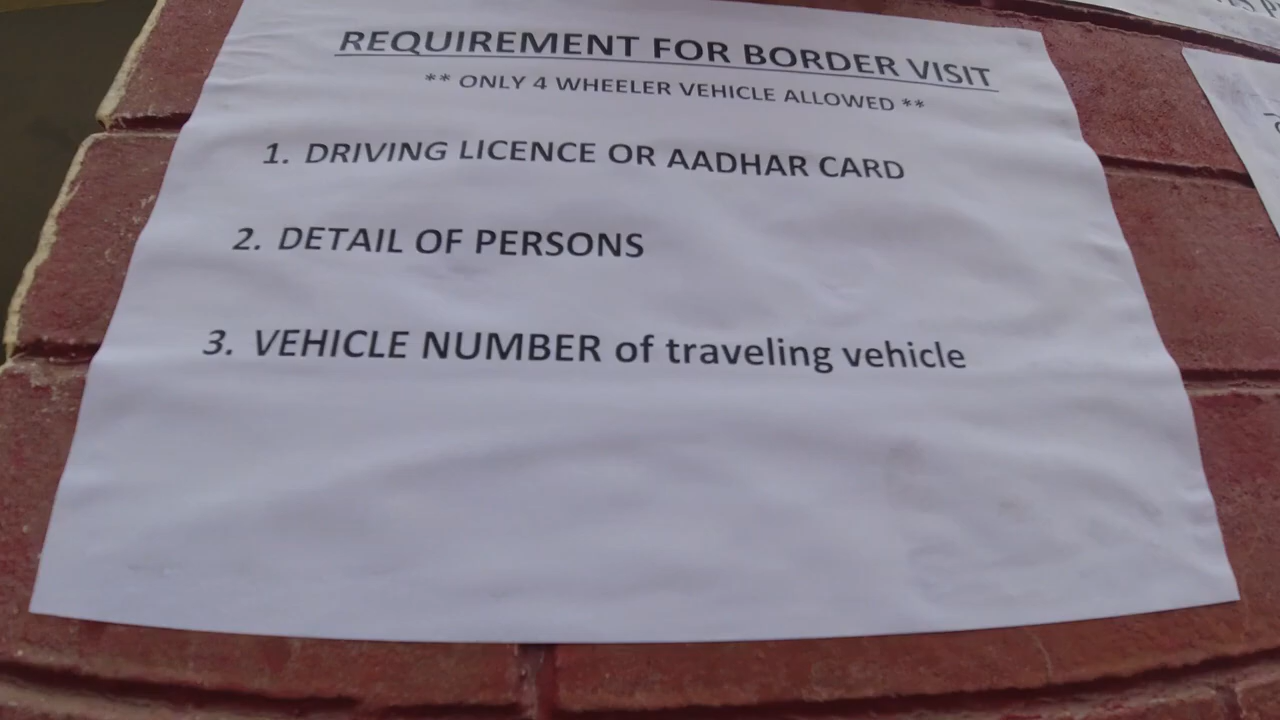 REQUIREMENT FOR BORDER VISIT
** ONLY 4 WHEELER VEHICLE ALLOWED **
1. DRIVING LICENCE OR AADHAR CARD
2. DETAIL OF PERSONS
3. VEHICLE NUMBER of traveling vehicle